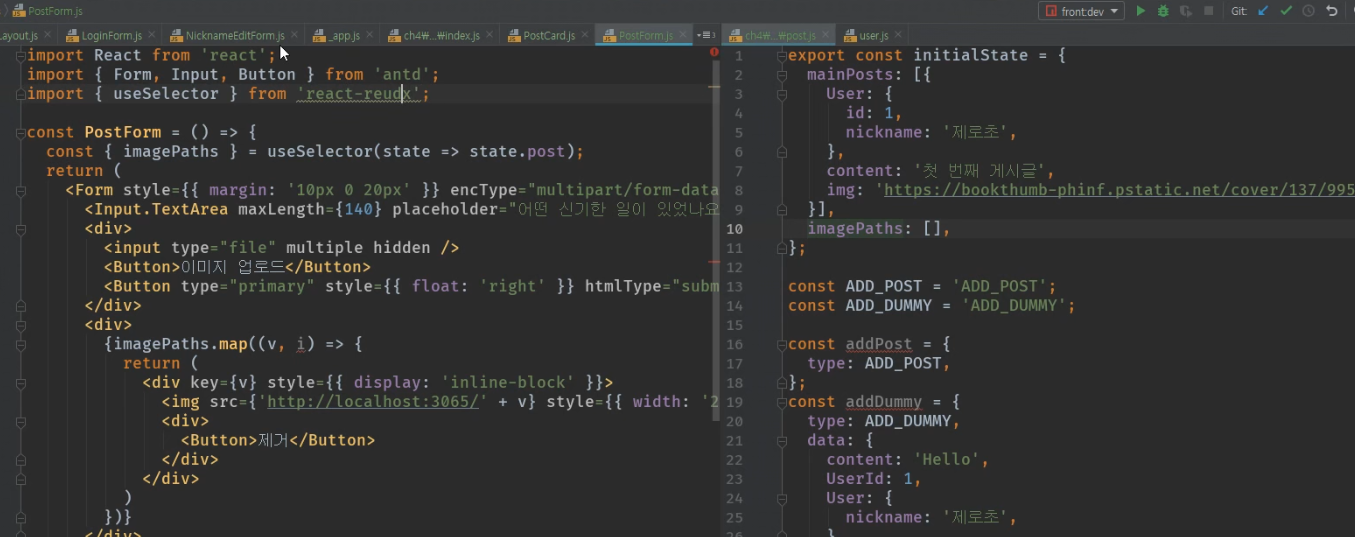 PostForm.js
front:dev
Git:
Layout.js
LoginForm.js
NicknameEditForm.js
_app.js
ch4₩...₩index.js
PostCard.js
PostForm.js
ch4₩...₩post.js
user.js
import React from 'react';
import { Form, Input, Button } from 'antd';
import { useSelector } from 'react-reudx';
const PostForm = () => {
const { imagePaths } = useSelector(state => state.post);
return (
<Form style={{ margin: '10px 0 20px' }} encType="multipart/form-data
<Input.TextArea maxLength={140} placeholder="어떤 신기한 일이 있었나요
<div>
<input type="file" multiple hidden />
<Button>이미지 업로드</Button>
<Button type="primary" style={{ float: 'right' }} htmlType="subm
</div>
<div>
{imagePaths.map((v, i) => {
return (
<div key={v} style={{ display: 'inline-block' }}>
<img src={'http://localhost:3065/' + v} style={{ width: '2
<div>
<Button>제거</Button>
</div>
</div>
)
})}
</div>
1 export const initialState = {
2 mainPosts: [{
3 User: {
4 id: 1,
5 nickname: '제로초',
6 },
7 content: '첫 번째 게시글',
8 img: 'https://bookthumb-phinf.pstatic.net/cover/137/995
9 }],
10 imagePaths: [],
11 };
12
13 const ADD_POST = 'ADD_POST';
14 const ADD_DUMMY = 'ADD_DUMMY';
15
16 const addPost = {
17 type: ADD_POST,
18 };
19 const addDummy = {
20 type: ADD_DUMMY,
21 data: {
22 content: 'Hello',
23 UserId: 1,
24 User: {
25 nickname: '제로초',
26 }